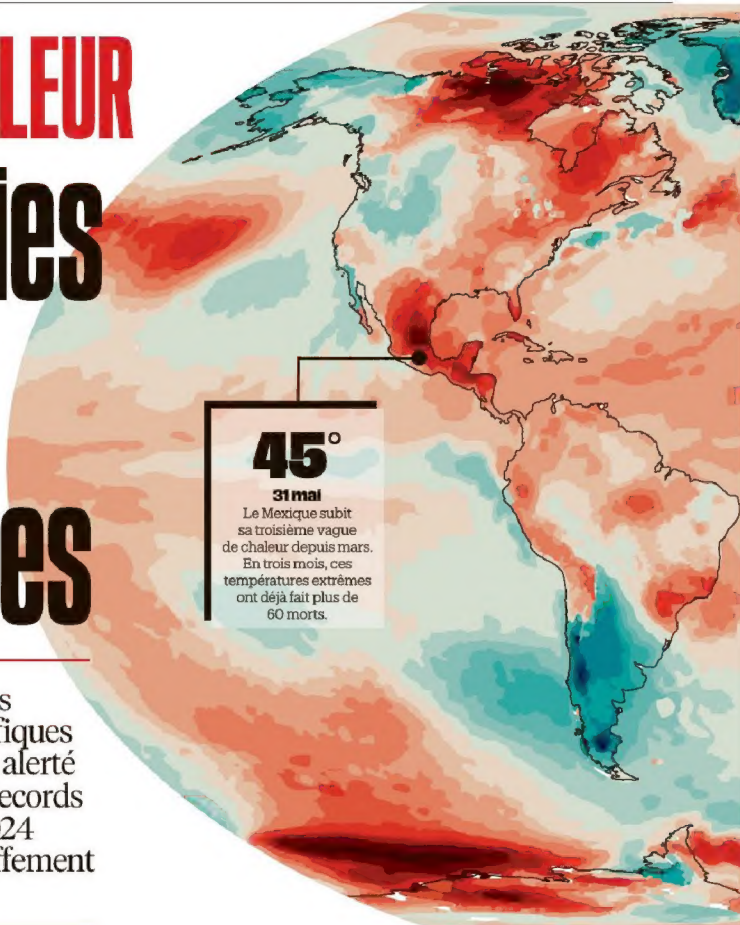 LEUR
ies
es
45°
31 mai
Le Mexique subit
sa troisième vague
de chaleur depuis mars.
En trois mois, ces
températures extrêmes
ont déjà fait plus de
60 morts.
s
fiques
alerté
ecords
24
ffement